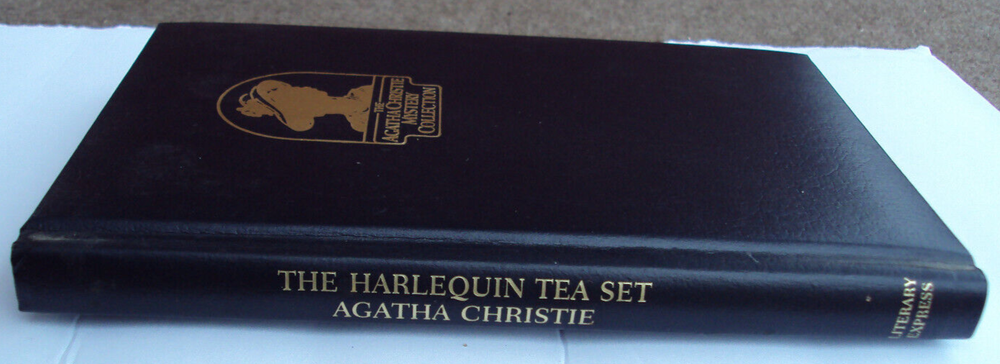 THE
AGATHA CHRISTIE
MYSTERY
COLLECTION
THE HARLEQUIN TEA SET
AGATHA CHRISTIE
LITERARY
EXPRESS